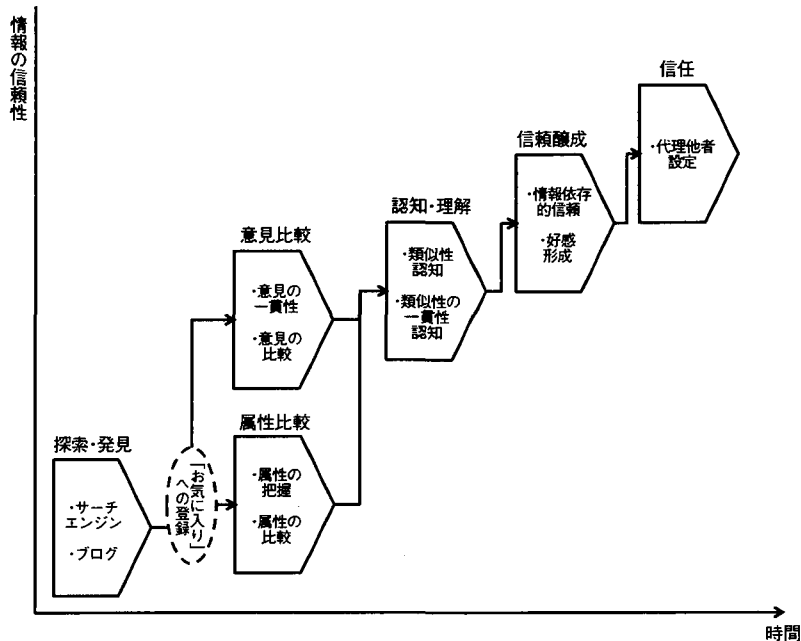 情報の信頼性
信任
・代理他者
設定
信頼醸成
・情報依存
的信頼
・好感
形成
認知・理解
・類似性
認知
・類似性の
一貫性
認知
意見比較
・意見の
一貫性
・意見の
比較
属性比較
・属性の
把握
・属性の
比較
探索・発見
・サーチ
エンジン
・ブログ
「お気に入り」
への登録
時間